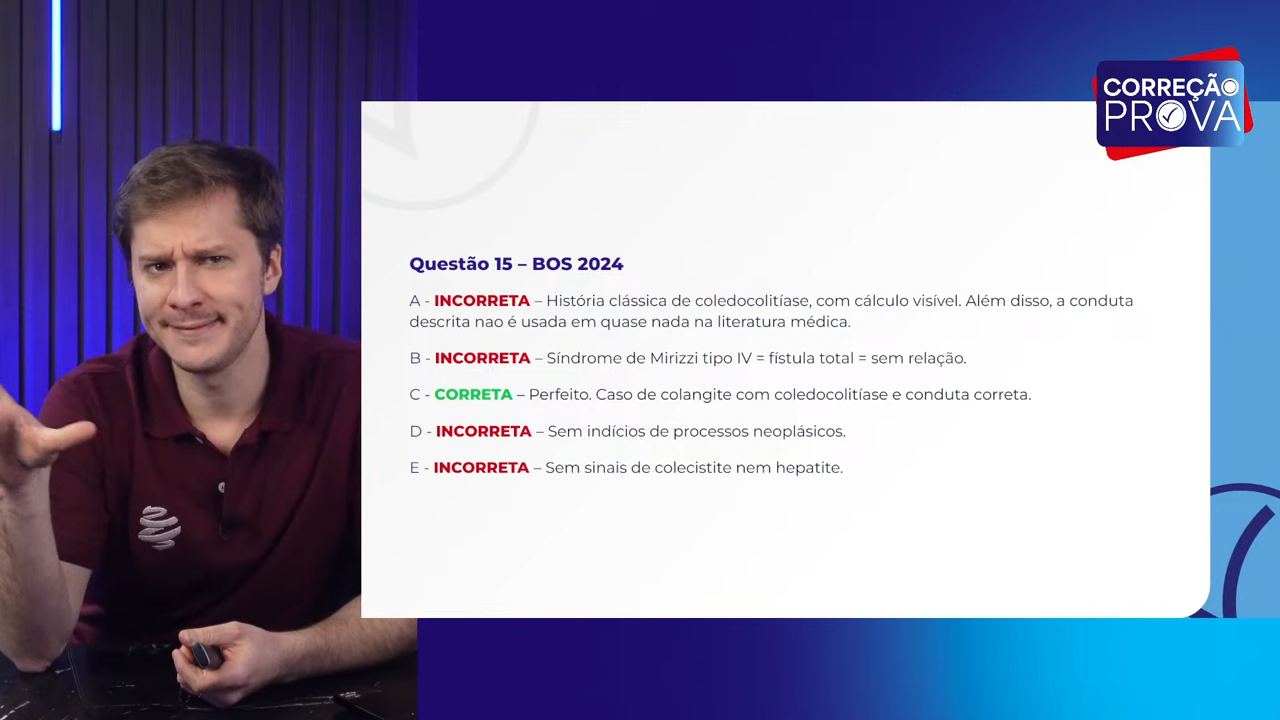 CORREÇÃO
PROVA
Questão 15 – BOS 2024
A - INCORRETA – História clássica de coledocolitíase, com cálculo visível. Além disso, a conduta
descrita nao é usada em quase nada na literatura médica.
B - INCORRETA – Síndrome de Mirizzi tipo IV = fístula total = sem relação.
C - CORRETA – Perfeito. Caso de colangite com coledocolitíase e conduta correta.
D - INCORRETA – Sem indícios de processos neoplásicos.
E - INCORRETA – Sem sinais de colecistite nem hepatite.